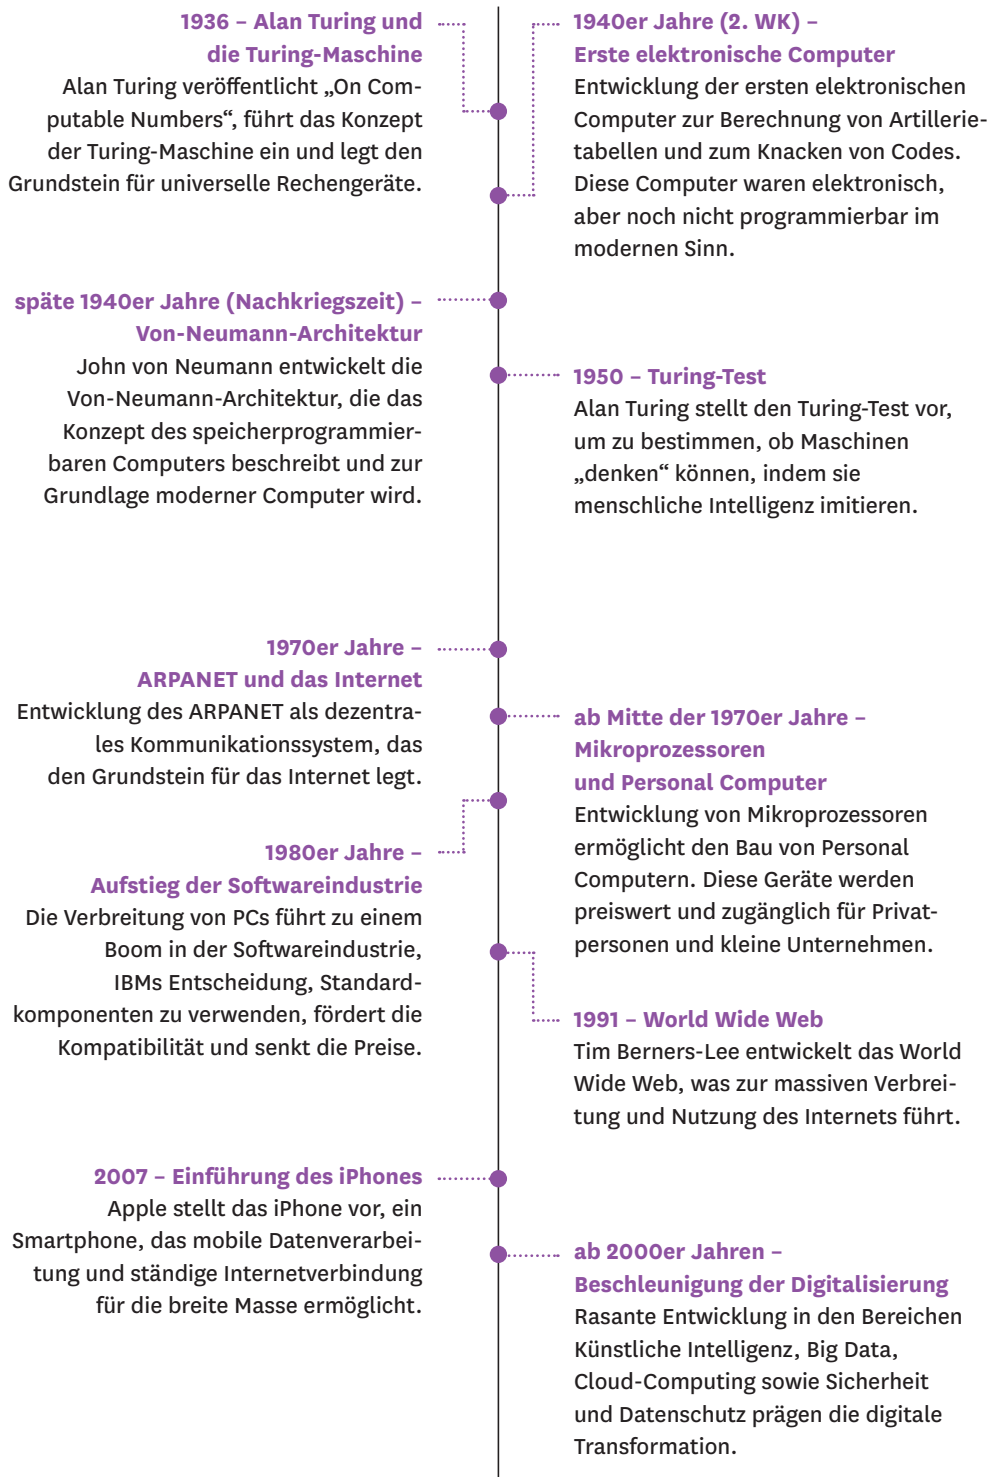 1936 – Alan Turing und
die Turing-Maschine
Alan Turing veröffentlicht „On Com-
putable Numbers“, führt das Konzept
der Turing-Maschine ein und legt den
Grundstein für universelle Rechengeräte.
1940er Jahre (2. WK) –
Erste elektronische Computer
Entwicklung der ersten elektronischen
Computer zur Berechnung von Artillerie-
tabellen und zum Knacken von Codes.
Diese Computer waren elektronisch,
aber noch nicht programmierbar im
modernen Sinn.
späte 1940er Jahre (Nachkriegszeit) –
Von-Neumann-Architektur
John von Neumann entwickelt die
Von-Neumann-Architektur, die das
Konzept des speicherprogrammier-
baren Computers beschreibt und zur
Grundlage moderner Computer wird.
1950 – Turing-Test
Alan Turing stellt den Turing-Test vor,
um zu bestimmen, ob Maschinen
„denken“ können, indem sie
menschliche Intelligenz imitieren.
1970er Jahre –
ARPANET und das Internet
Entwicklung des ARPANET als dezentra-
les Kommunikationssystem, das
den Grundstein für das Internet legt.
ab Mitte der 1970er Jahre –
Mikroprozessoren
und Personal Computer
Entwicklung von Mikroprozessoren
ermöglicht den Bau von Personal
Computern. Diese Geräte werden
preiswert und zugänglich für Privat-
personen und kleine Unternehmen.
1980er Jahre –
Aufstieg der Softwareindustrie
Die Verbreitung von PCs führt zu einem
Boom in der Softwareindustrie,
IBMs Entscheidung, Standard-
komponenten zu verwenden, fördert die
Kompatibilität und senkt die Preise.
1991 – World Wide Web
Tim Berners-Lee entwickelt das World
Wide Web, was zur massiven Verbrei-
tung und Nutzung des Internets führt.
2007 – Einführung des iPhones
Apple stellt das iPhone vor, ein
Smartphone, das mobile Datenverarbei-
tung und ständige Internetverbindung
für die breite Masse ermöglicht.
ab 2000er Jahren –
Beschleunigung der Digitalisierung
Rasante Entwicklung in den Bereichen
Künstliche Intelligenz, Big Data,
Cloud-Computing sowie Sicherheit
und Datenschutz prägen die digitale
Transformation.